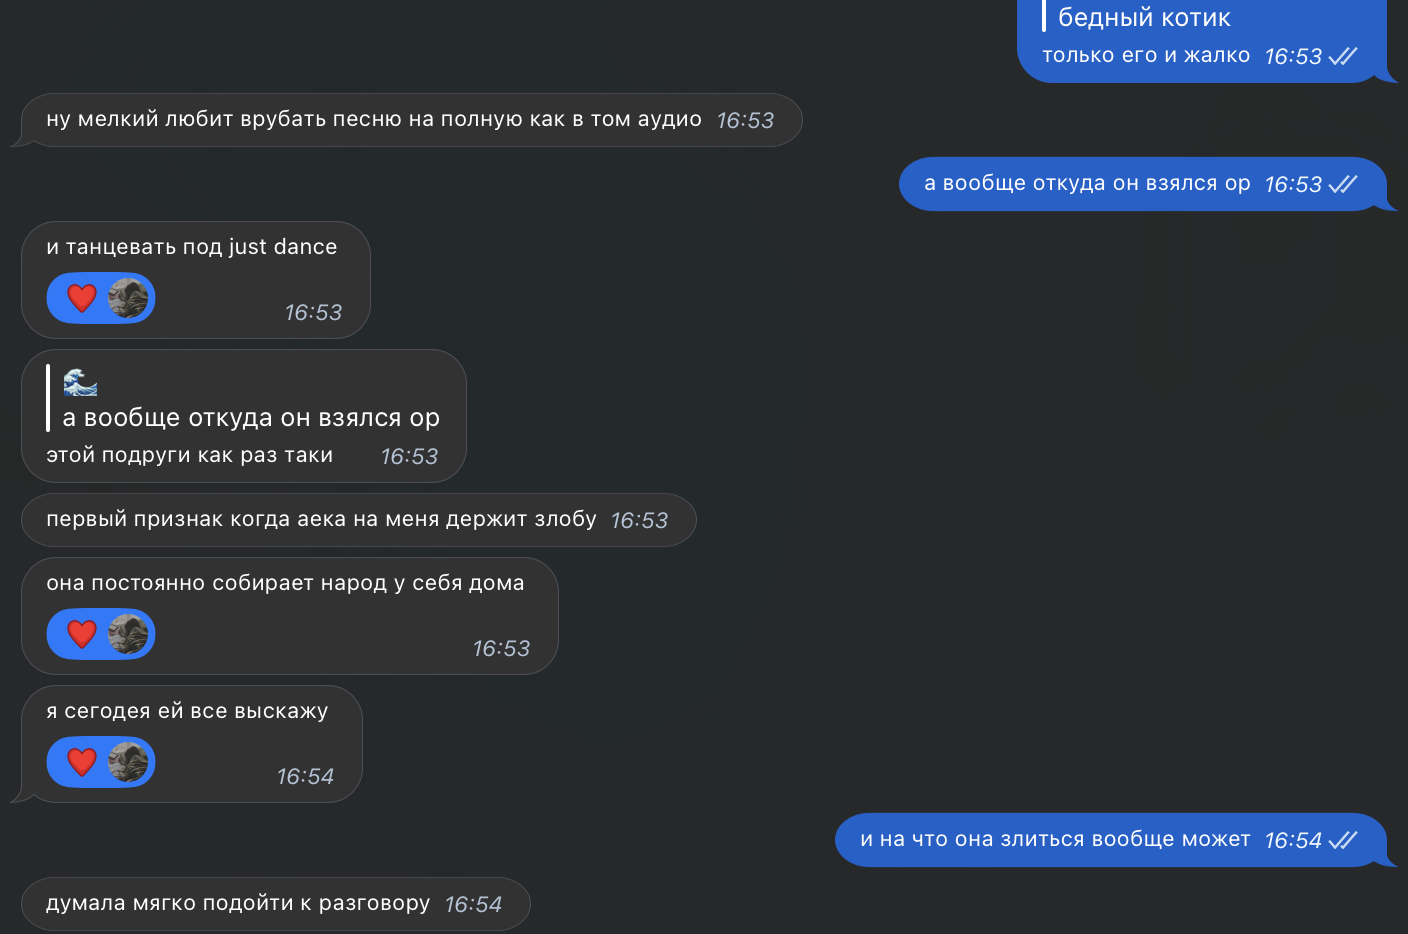 бедный котик
только его и жалко 16:53
ну мелкий любит врубать песню на полную как в том аудио 16:53
а вообще откуда он взялся ор 16:53
и танцевать под just dance
16:53
🌊
а вообще откуда он взялся ор
этой подруги как раз таки 16:53
первый признак когда аека на меня держит злобу 16:53
она постоянно собирает народ у себя дома
16:53
я сегодея ей все выскажу
16:54
и на что она злиться вообще может 16:54
думала мягко подойти к разговору 16:54